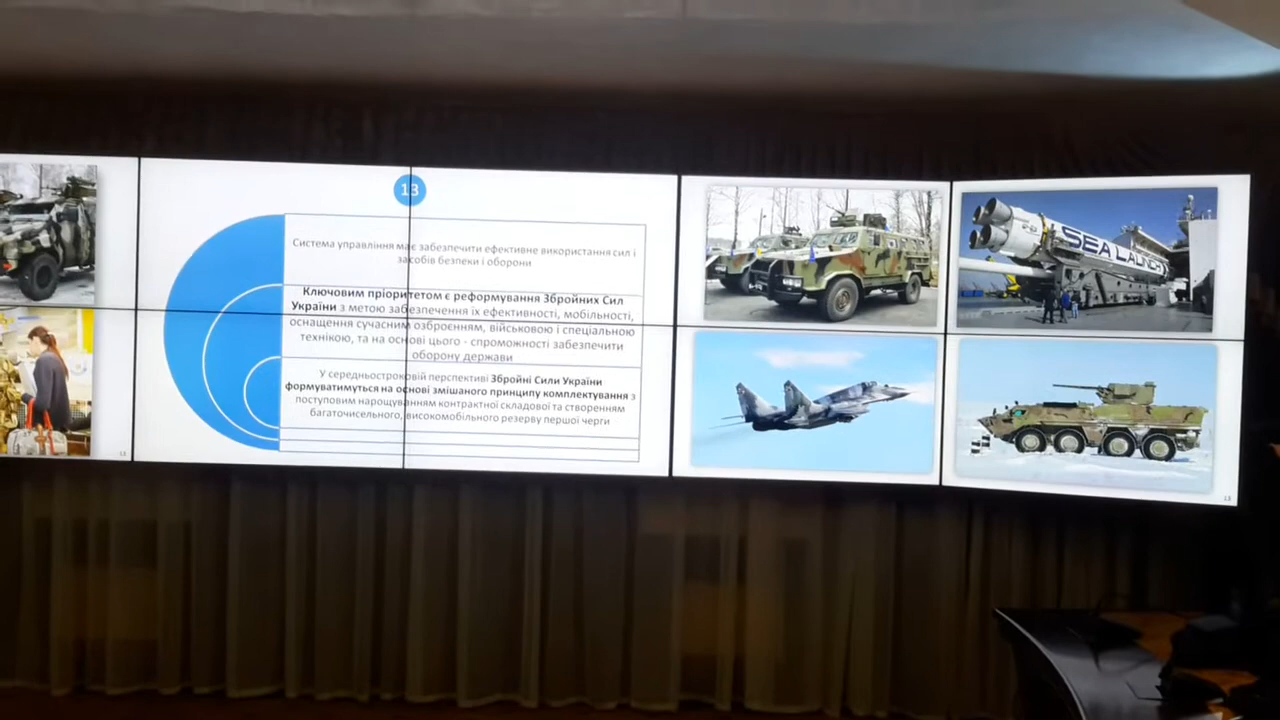 13
Система управління має забезпечити ефективне використання сил і
засобів безпеки і оборони
Ключовим пріоритетом є реформування Збройних Сил
України з метою забезпечення їх ефективності, мобільності,
оснащення сучасним озброєнням, військовою і спеціальною
технікою, та на основі цього - спроможності забезпечити
оборону держави
У середньостроковій перспективі Збройні Сили України
формуватимуться на основі змішаного принципу комплектування з
поступовим нарощуванням контрактної складової та створенням
багаточисельного, високомобільного резерву першої черги
SEA LAUNCH
13